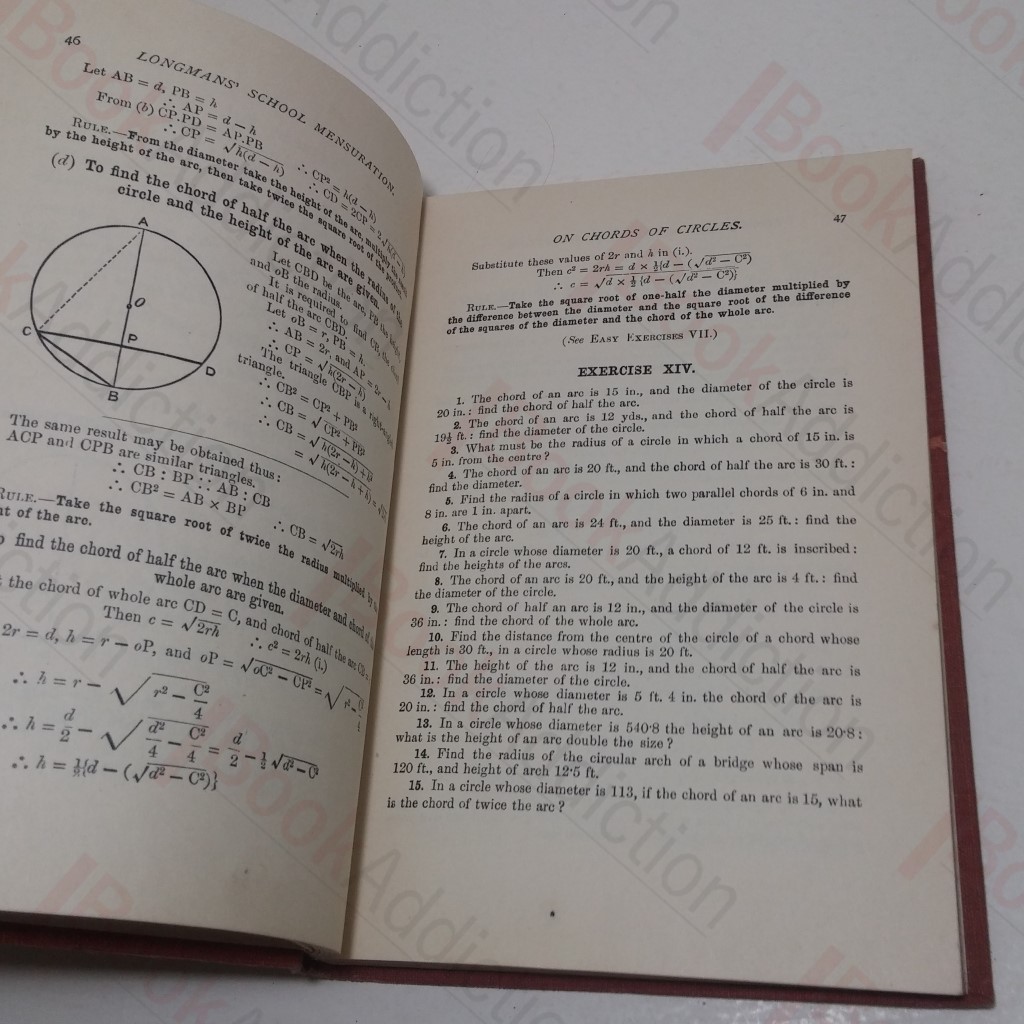 46
LONGMANS' SCHOOL MENSURATION.
Let AB = d, PB = h
∴ AP = d − h
From (b) CP.PD = AP.PB
∴ CP² = h(d − h)
∴ CP = √h(d − h) ∴ CD = 2CP = 2√h(d − h)
RULE.—From the diameter take the height of the arc, multiply the
by the height of the arc, then take twice the square root of the product.
(d) To find the chord of half the arc when the radius of the
circle and the height of the arc are given.
A
O
C
P
D
B
Let CBD be the arc, PB the height,
and oB the radius.
It is required to find CB, the chord
of half the arc CBD.
Let oB = r, PB = h.
∴ AB = 2r, and AP = 2r − h
∴ CP = √h(2r − h)
The triangle CBP is a right-angled
triangle.
∴ CB² = CP² + PB²
∴ CB = √CP² + PB²
∴ CB = √h(2r − h) + h²
= √h(2r − h + h) = √2rh
The same result may be obtained thus:
ACP and CPB are similar triangles.
∴ CB : BP :: AB : CB
∴ CB² = AB × BP ∴ CB = √2rh
RULE.—Take the square root of twice the radius multiplied by the
of the arc.
find the chord of half the arc when the diameter and chord of the
whole arc are given.
the chord of whole arc CD = C, and chord of half the arc CB =
Then c = √2rh ∴ c² = 2rh (i.)
2r = d, h = r − oP, and oP = √oC² − CP² = √r² −
∴ h = r − √r² − C²/4
∴ h = d/2 − √d²/4 − C²/4 = d/2 − ½√d² − C²
∴ h = ½{d − (√d² − C²)}
ON CHORDS OF CIRCLES.
47
Substitute these values of 2r and h in (i.).
Then c² = 2rh = d × ½{d − (√d² − C²)}
∴ c = √d × ½{d − (√d² − C²)}
RULE.—Take the square root of one-half the diameter multiplied by
the difference between the diameter and the square root of the difference
of the squares of the diameter and the chord of the whole arc.
(See EASY EXERCISES VII.)
EXERCISE XIV.
1. The chord of an arc is 15 in., and the diameter of the circle is
20 in.: find the chord of half the arc.
2. The chord of an arc is 12 yds., and the chord of half the arc is
19½ ft.: find the diameter of the circle.
3. What must be the radius of a circle in which a chord of 15 in. is
5 in. from the centre?
4. The chord of an arc is 20 ft., and the chord of half the arc is 30 ft.:
find the diameter.
5. Find the radius of a circle in which two parallel chords of 6 in. and
8 in. are 1 in. apart.
6. The chord of an arc is 24 ft., and the diameter is 25 ft.: find the
height of the arc.
7. In a circle whose diameter is 20 ft., a chord of 12 ft. is inscribed:
find the heights of the arcs.
8. The chord of an arc is 20 ft., and the height of the arc is 4 ft.: find
the diameter of the circle.
9. The chord of half an arc is 12 in., and the diameter of the circle is
36 in.: find the chord of the whole arc.
10. Find the distance from the centre of the circle of a chord whose
length is 30 ft., in a circle whose radius is 20 ft.
11. The height of the arc is 12 in., and the chord of half the arc is
36 in.: find the diameter of the circle.
12. In a circle whose diameter is 5 ft. 4 in. the chord of the arc is
20 in.: find the chord of half the arc.
13. In a circle whose diameter is 540·8 the height of an arc is 20·8:
what is the height of an arc double the size?
14. Find the radius of the circular arch of a bridge whose span is
120 ft., and height of arch 12·5 ft.
15. In a circle whose diameter is 113, if the chord of an arc is 15, what
is the chord of twice the arc?
BookAddiction